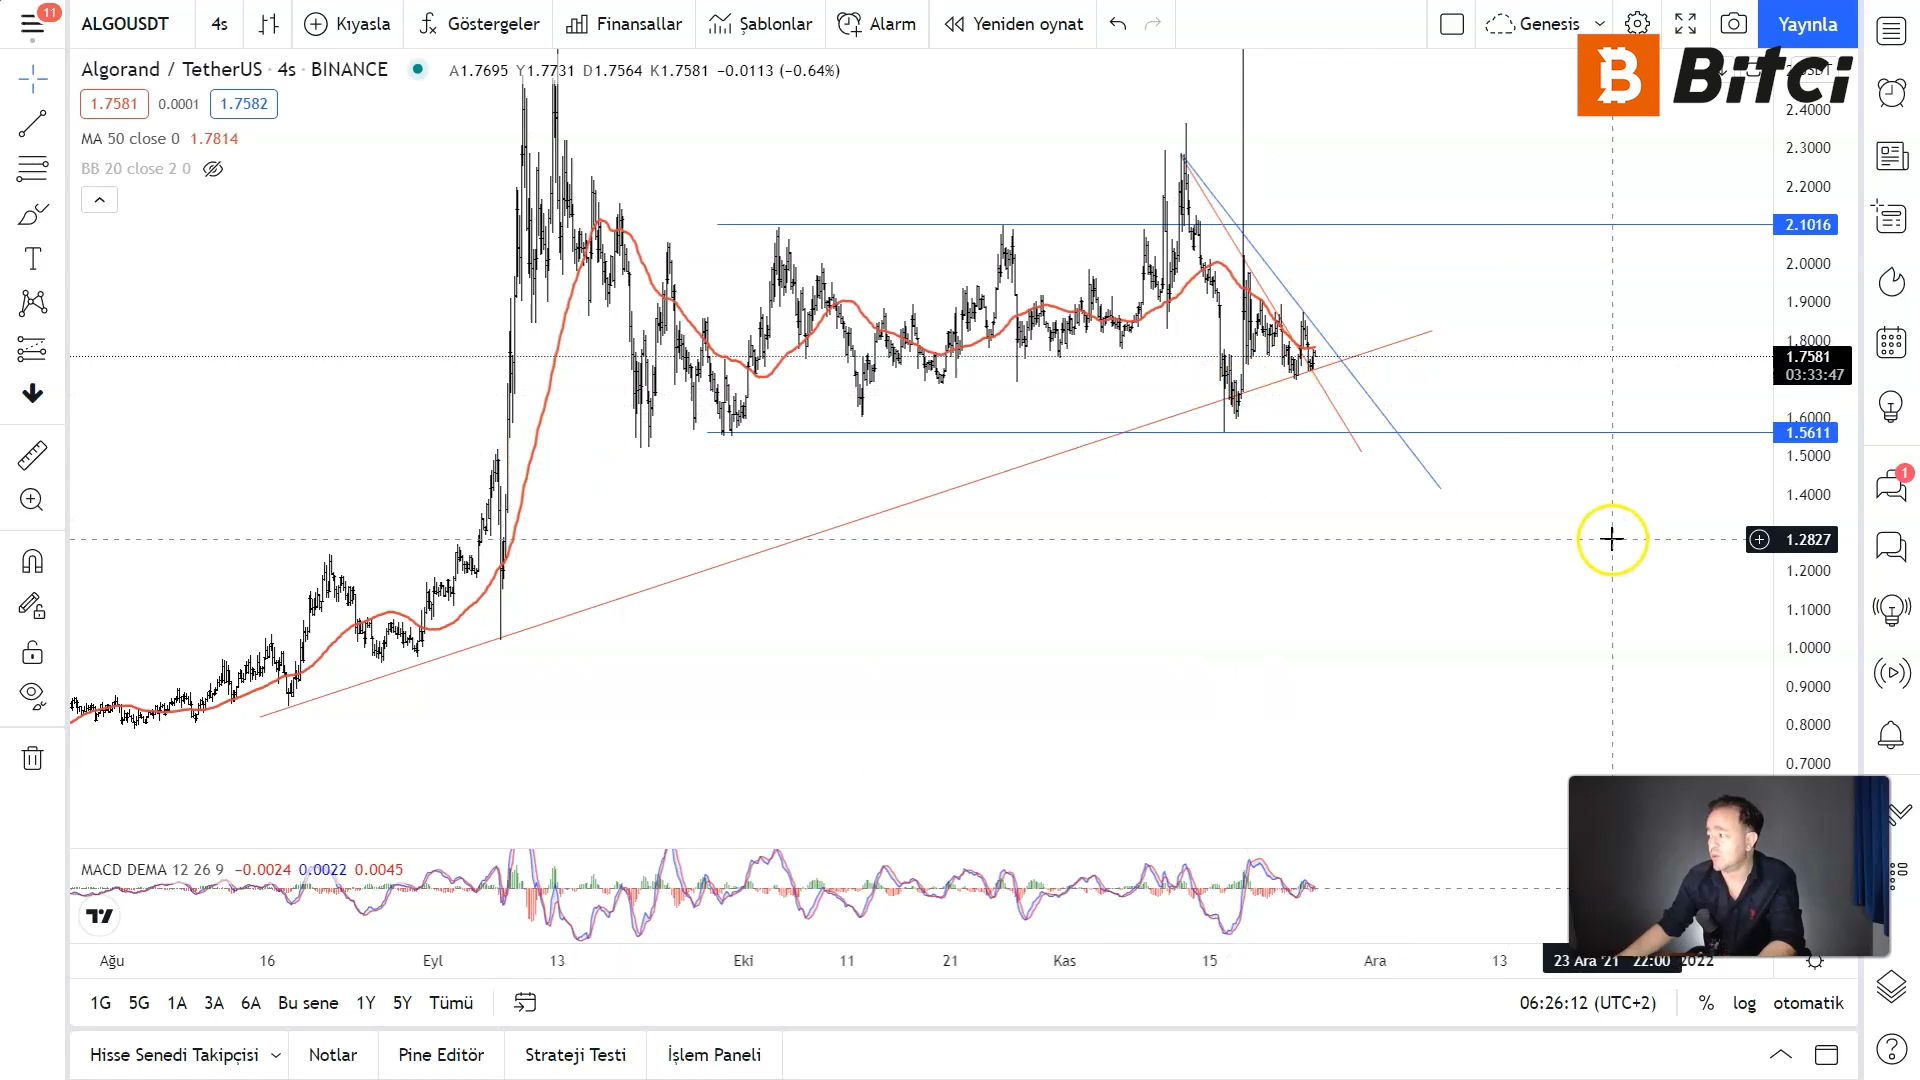 11
ALGOUSDT
4s
Kıyasla
Göstergeler
Finansallar
Şablonlar
Alarm
Yeniden oynat
Genesis
Yayınla
Bitci
Algorand / TetherUS · 4s · BINANCE
A1.7695 Y1.7731 D1.7564 K1.7581 −0.0113 (−0.64%)
1.7581
0.0001
1.7582
MA 50 close 0 1.7814
BB 20 close 2 0
2.4000
2.3000
2.2000
2.1016
2.0000
1.9000
1.8000
1.7581
03:33:47
1.6000
1.5611
1.5000
1.4000
1.2827
1.2000
1.1000
1.0000
0.9000
0.8000
0.7000
1
MACD DEMA 12 26 9 −0.0024 0.0022 0.0045
Ağu
16
Eyl
13
Eki
11
21
Kas
15
Ara
13
23 Ara '21 22:00
2022
1G 5G 1A 3A 6A Bu sene 1Y 5Y Tümü
06:26:12 (UTC+2)
% log otomatik
Hisse Senedi Takipçisi
Notlar
Pine Editör
Strateji Testi
İşlem Paneli